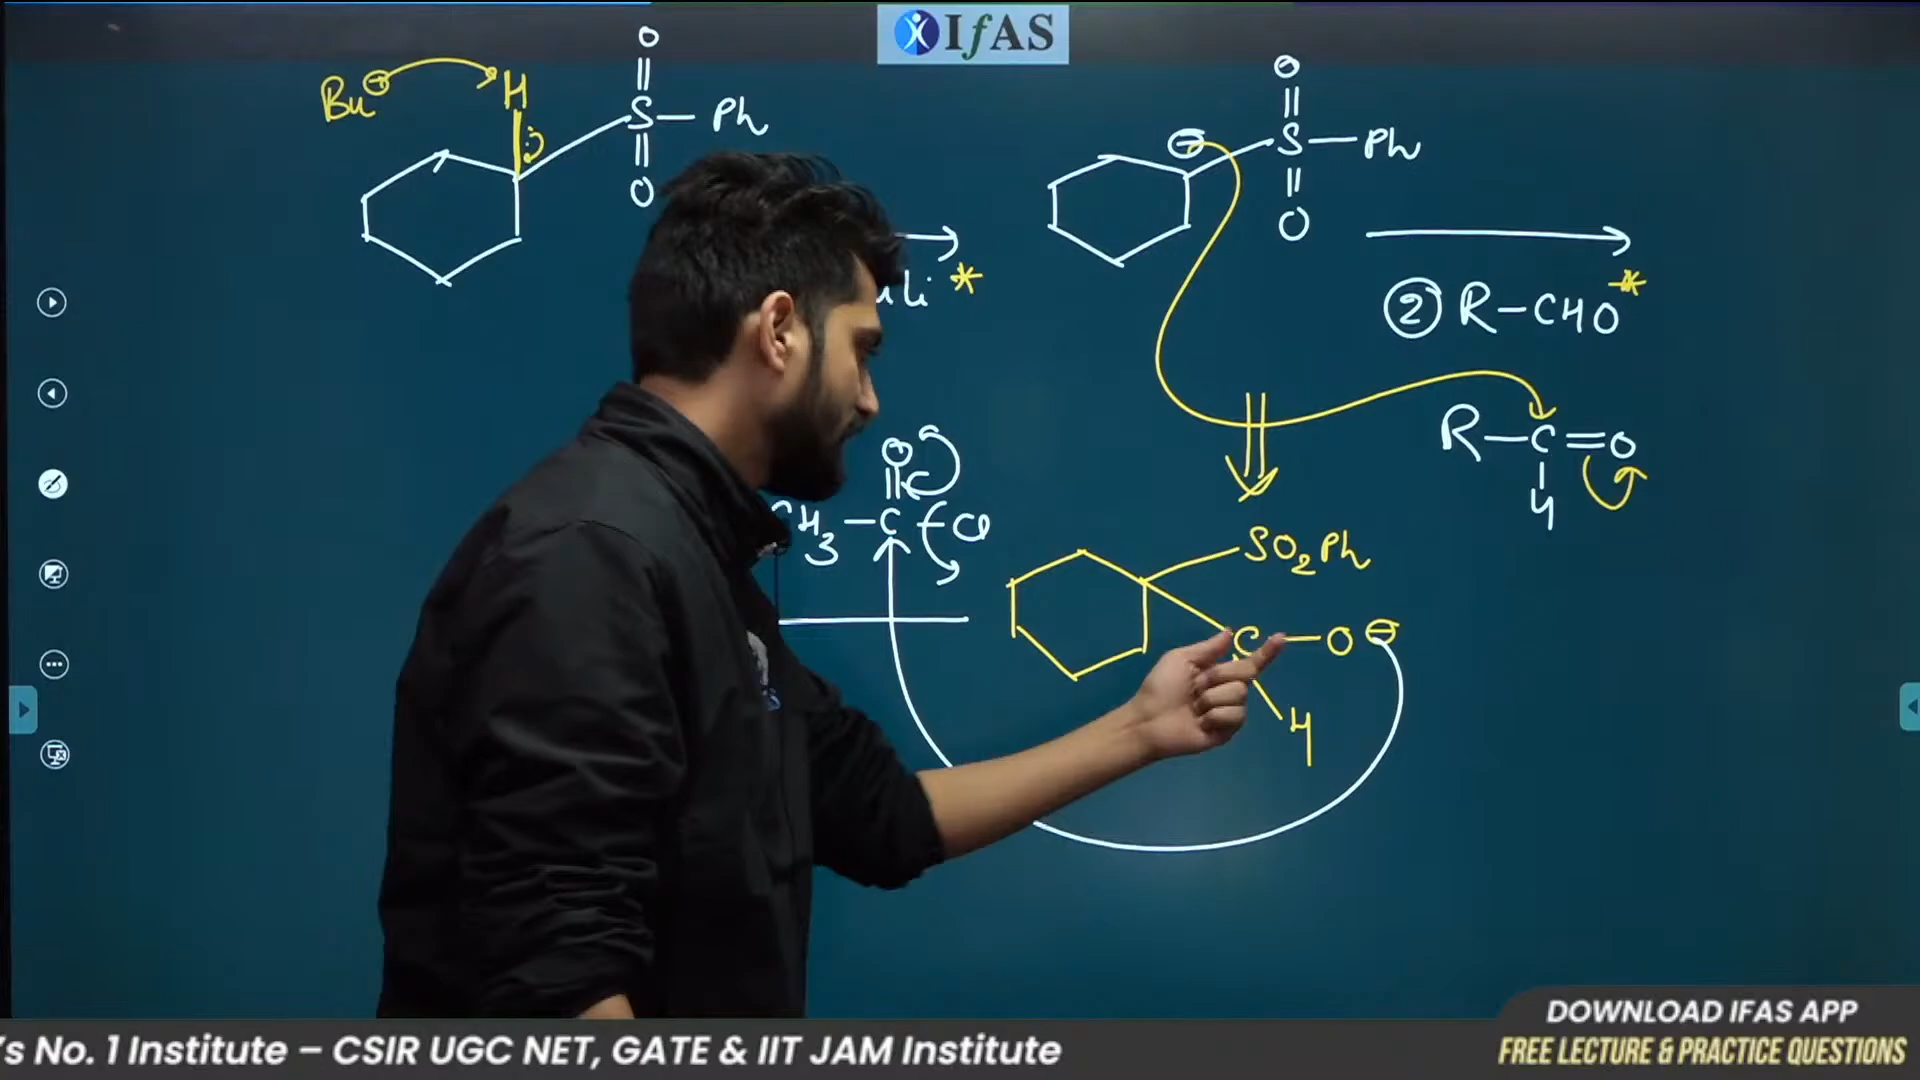 IfAS
O
Bu⊖ H
S — Ph
O
O
⊖ S — Ph
O
uli *
② R–CHO *
O
CH3 — C — Cl
R — C = O
H
SO2Ph
C — O ⊖
H
DOWNLOAD IFAS APP
's No. 1 Institute – CSIR UGC NET, GATE & IIT JAM Institute
FREE LECTURE & PRACTICE QUESTIONS